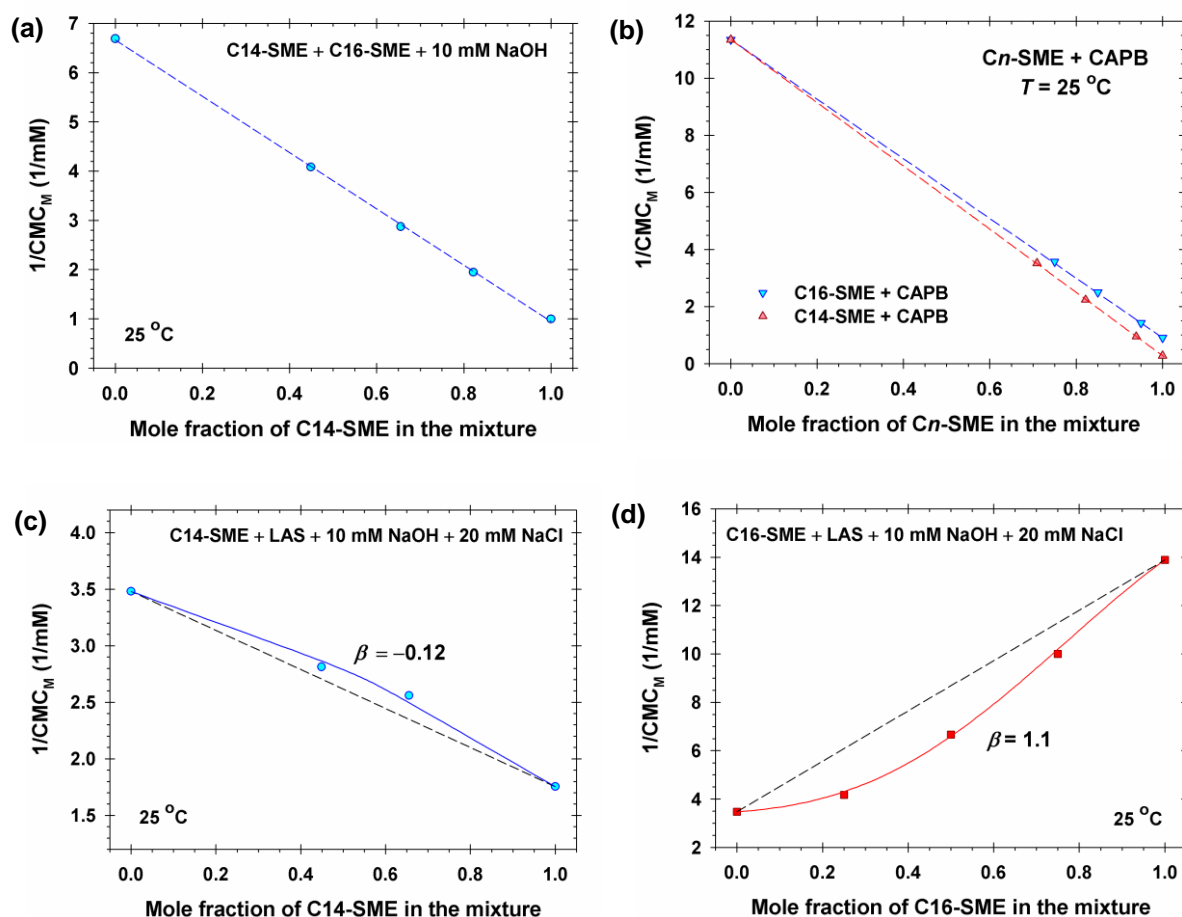 (a)
C14-SME + C16-SME + 10 mM NaOH
1/CMC_M (1/mM)
7
6
5
4
3
2
1
0
25 °C
0.0 0.2 0.4 0.6 0.8 1.0
Mole fraction of C14-SME in the mixture
(b)
Cn-SME + CAPB
T = 25 °C
1/CMC_M (1/mM)
12
10
8
6
4
2
0
C16-SME + CAPB
C14-SME + CAPB
0.0 0.2 0.4 0.6 0.8 1.0
Mole fraction of Cn-SME in the mixture
(c)
C14-SME + LAS + 10 mM NaOH + 20 mM NaCl
1/CMC_M (1/mM)
4.0
3.5
3.0
2.5
2.0
1.5
β = −0.12
25 °C
0.0 0.2 0.4 0.6 0.8 1.0
Mole fraction of C14-SME in the mixture
(d)
C16-SME + LAS + 10 mM NaOH + 20 mM NaCl
1/CMC_M (1/mM)
16
14
12
10
8
6
4
2
β = 1.1
25 °C
0.0 0.2 0.4 0.6 0.8 1.0
Mole fraction of C16-SME in the mixture